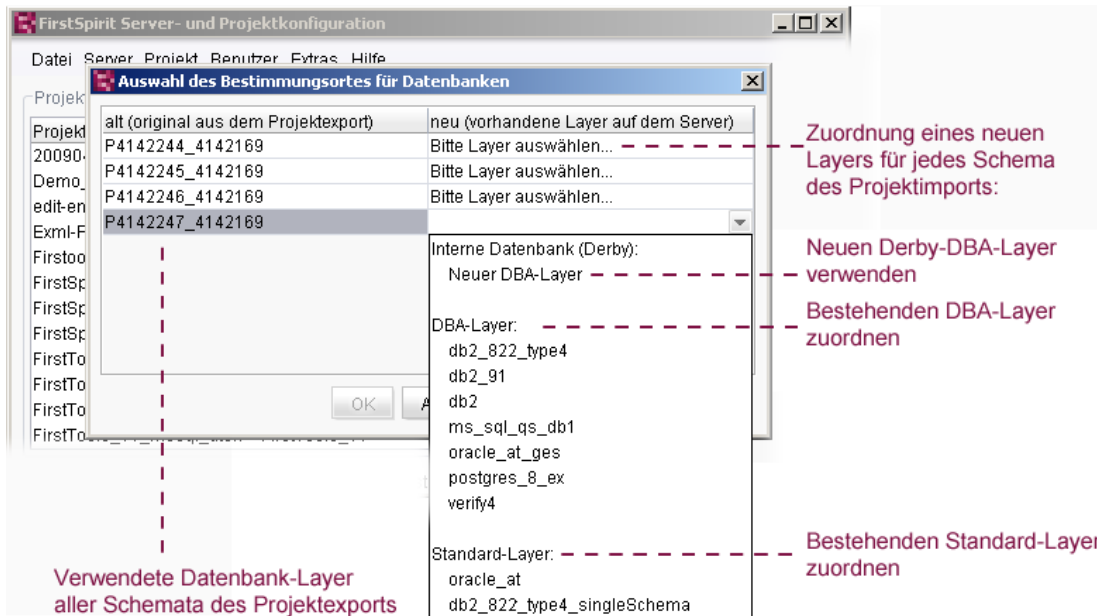 FirstSpirit Server- und Projektkonfiguration
Datei Server Projekt Benutzer Extras Hilfe
Auswahl des Bestimmungsortes für Datenbanken
Projek
alt (original aus dem Projektexport) neu (vorhandene Layer auf dem Server)
Projekt
P4142244_4142169 Bitte Layer auswählen...
20090
P4142245_4142169 Bitte Layer auswählen...
Demo_
P4142246_4142169 Bitte Layer auswählen...
edit-en
P4142247_4142169
Exml-F
Firstoo
FirstSp
FirstSp
FirstSp
FirstTo
FirstTo
FirstTo
FirstTo
OK A
Interne Datenbank (Derby):
Neuer DBA-Layer
DBA-Layer:
db2_822_type4
db2_91
db2
ms_sql_qs_db1
oracle_at_ges
postgres_8_ex
verify4
Standard-Layer:
oracle_at
db2_822_type4_singleSchema
Zuordnung eines neuen
Layers für jedes Schema
des Projektimports:
Neuen Derby-DBA-Layer
verwenden
Bestehenden DBA-Layer
zuordnen
Bestehenden Standard-Layer
zuordnen
Verwendete Datenbank-Layer
aller Schemata des Projektexports